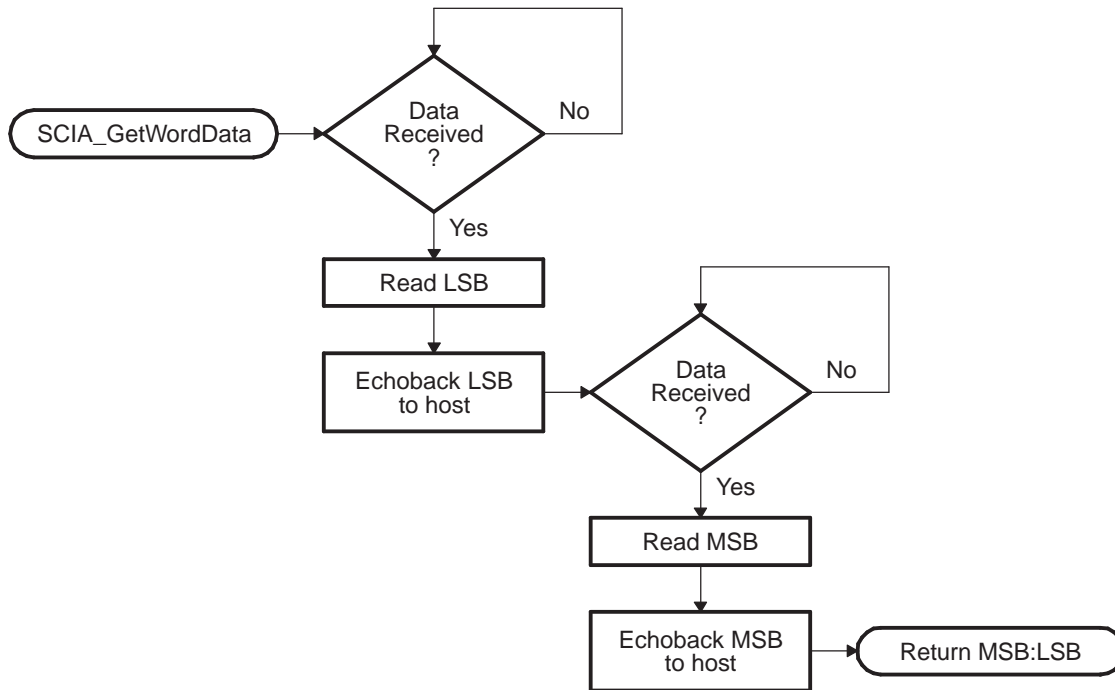 SCIA_GetWordData
Data
Received
?
No
Yes
Read LSB
Echoback LSB
to host
Data
Received
?
No
Yes
Read MSB
Echoback MSB
to host
Return MSB:LSB